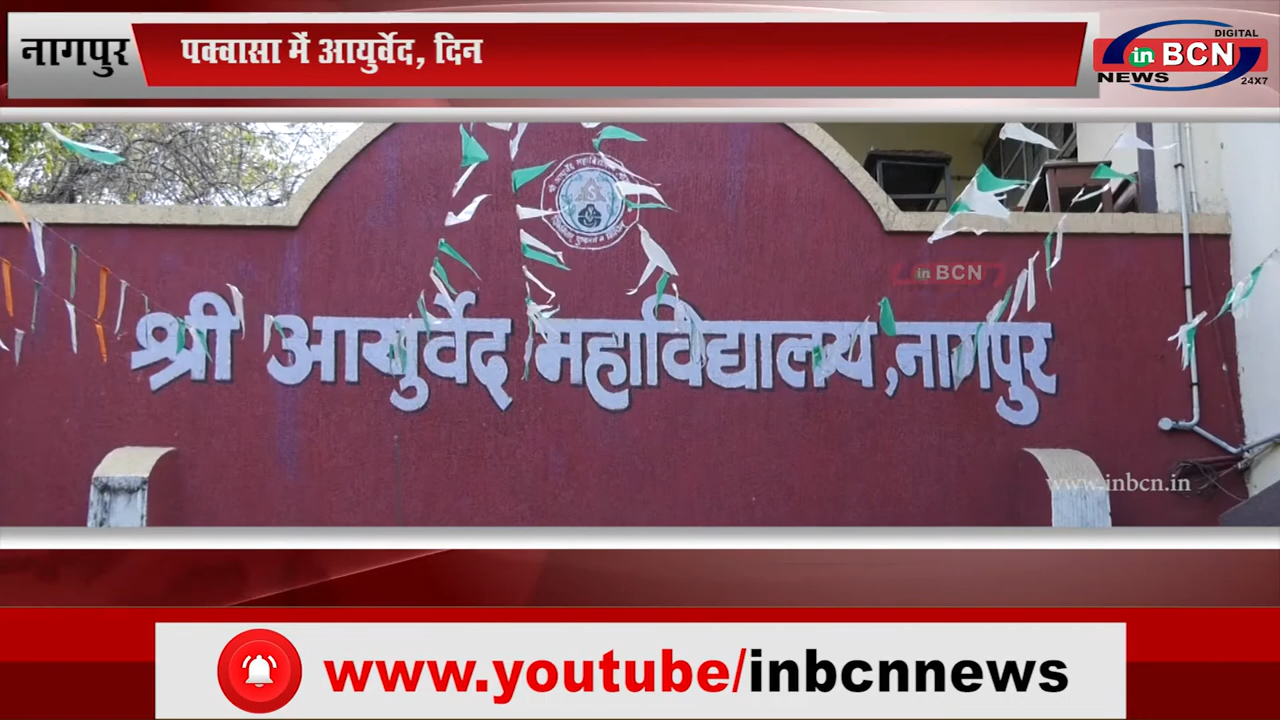 नागपुर
पक्वासा में आयुर्वेद, दिन
DIGITAL
in BCN
NEWS
24X7
in BCN
श्री आयुर्वेद महाविद्यालय, नागपुर
www.inbcn.in
www.youtube/inbcnnews